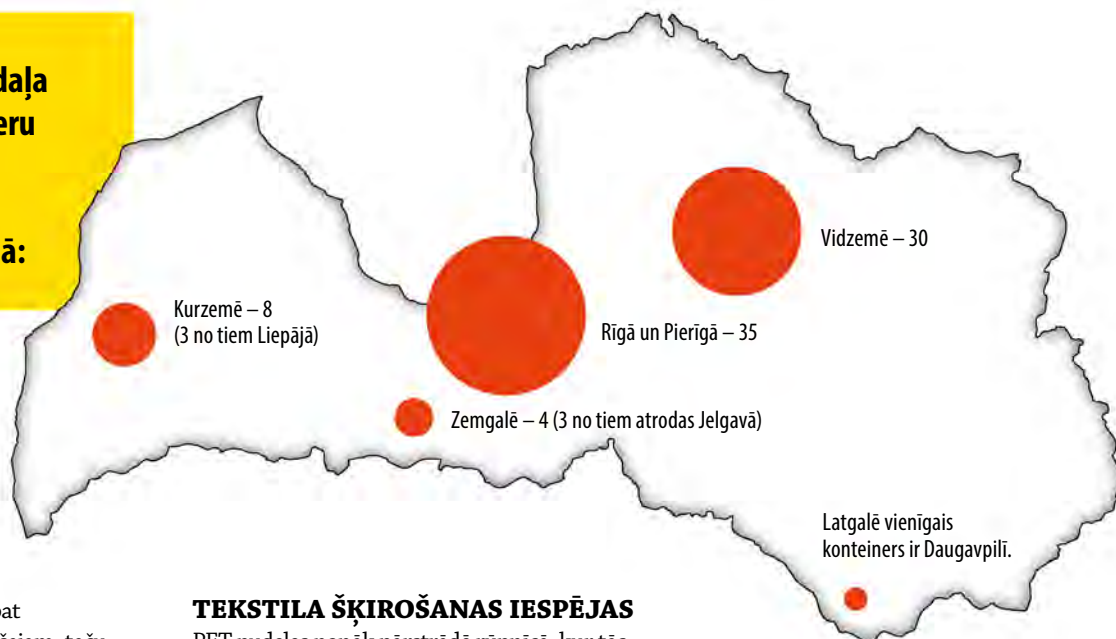 daļa
Vidzemē – 30
Kurzemē – 8
(3 no tiem Liepājā)
Rīgā un Pierīgā – 35
Zemgalē – 4 (3 no tiem atrodas Jelgavā)
Latgalē vienīgais
konteiners ir Daugavpilī.
TEKSTILA ŠĶIROŠANAS IESPĒJAS